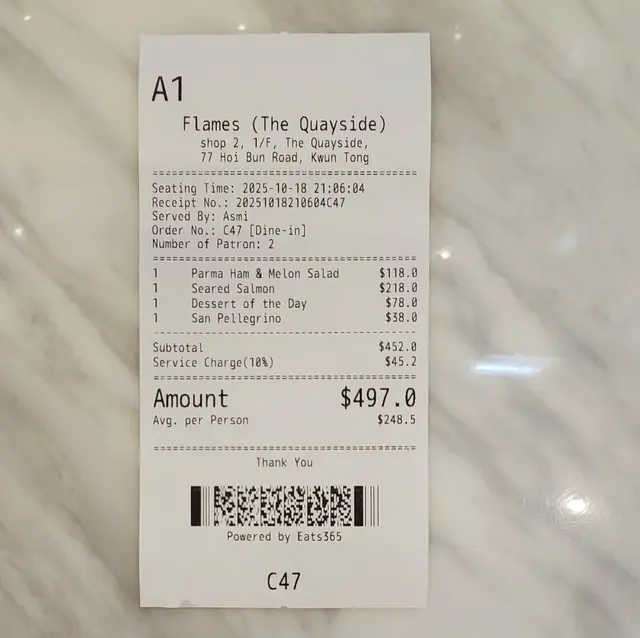 A1
Flames (The Quayside)
shop 2, 1/F, The Quayside,
77 Hoi Bun Road, Kwun Tong
Seating Time: 2025-10-18 21:06:04
Receipt No.: 20251018210604C47
Served By: Asmi
Order No.: C47 [Dine-in]
Number of Patron: 2
1 Parma Ham & Melon Salad $118.0
1 Seared Salmon $218.0
1 Dessert of the Day $78.0
1 San Pellegrino $38.0
Subtotal $452.0
Service Charge(10%) $45.2
Amount $497.0
Avg. per Person $248.5
Thank You
Powered by Eats365
C47